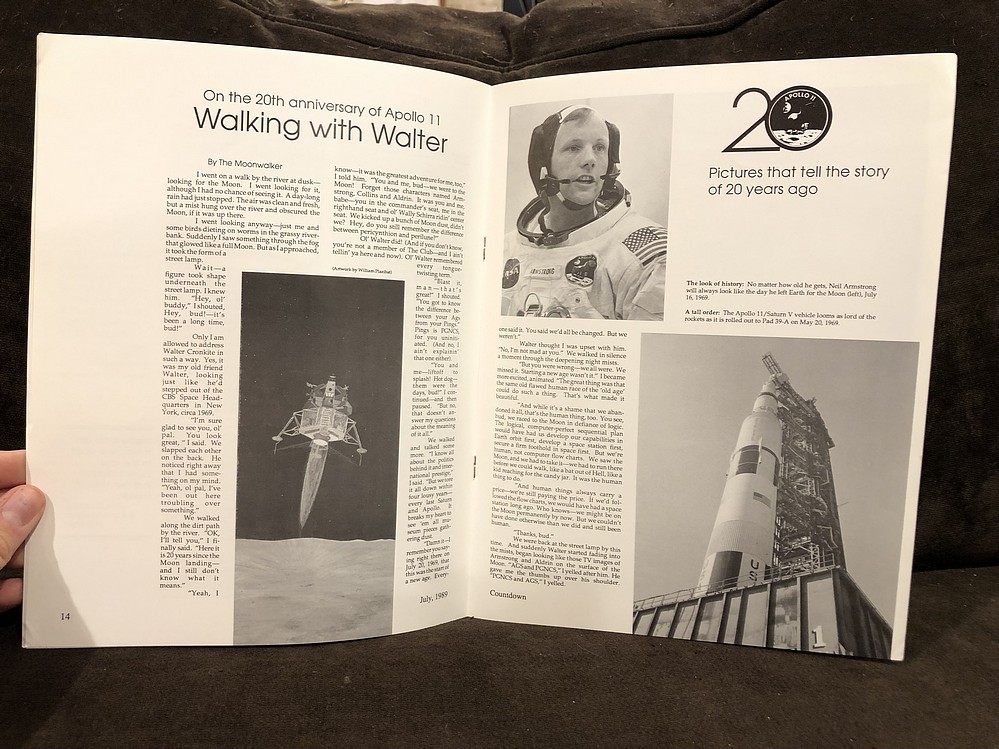 On the 20th anniversary of Apollo 11
Walking with Walter
By The Moonwalker
I went on a walk by the river at dusk—
looking for the Moon. I went looking for it,
although I had no chance of seeing it. A day-long
rain had just stopped. The air was clean and fresh,
but a mist hung over the river and obscured the
Moon, if it was up there.
I went looking anyway—just me and
some birds dieting on worms in the grassy river-
bank. Suddenly I saw something through the fog
that glowed like a full Moon. But as I approached,
it took the form of a
street lamp.
Wait—a
figure took shape
underneath the
street lamp. I knew
him. "Hey, ol'
buddy," I shouted,
Hey, bud!—it's
been a long time,
bud!"
Only I am
allowed to address
Walter Cronkite in
such a way. Yes, it
was my old friend
Walter, looking
just like he'd
stepped out of the
CBS Space Head-
quarters in New
York, circa 1969.
"I'm sure
glad to see you, ol'
pal. You look
great," I said. We
slapped each other
on the back. He
noticed right away
that I had some-
thing on my mind.
"Yeah, ol pal, I've
been out here
troubling over
something."
We walked
along the dirt path
by the river. "OK,
I'll tell you," I fi-
nally said. "Here it
is 20 years since the
Moon landing—
and I still don't
know what it
means."
"Yeah, I
know—it was the greatest adventure for me, too,"
I told him. "You and me, bud—we went to the
Moon! Forget those characters named Arm-
strong, Collins and Aldrin. It was you and me,
babe—you in the commander's seat, me in the
righthand seat and ol' Wally Schirra ridin' center
seat. We kicked up a bunch of Moon dust, didn't
we? Hey, do you still remember the difference
between pericynthion and perilune?"
Ol' Walter did! (And if you don't know,
you're not a member of The Club—and I ain't
tellin' ya here and now). Ol' Walter remembered
every tongue-
twisting term.
(Artwork by William Plachel)
"Blast it,
man—that's
great!" I shouted.
"You got to know
the difference be-
tween your Ags
from your Pings."
Pings is PGNCS,
for you uniniti-
ated. (And no, I
ain't explainin'
that one either).
"You and
me—liftoff to
splash! Hot dog—
them were the
days, bud!" I con-
tinued—and then
paused. "But no,
that doesn't an-
swer my questions
about the meaning
of it all."
We walked
and talked some
more. "I know all
about the politics
behind it and inter-
national prestige,"
I said. "But we tore
it all down within
four lousy years—
every last Saturn
and Apollo. It
breaks my heart to
see 'em all mu-
seum pieces gath-
ering dust.
"Damn it—I
remember you say-
ing right there on
July 20, 1969, that
this was the start of
a new age. Every-
14
July, 1989
APOLLO 11
20
Pictures that tell the story
of 20 years ago
NASA
ARMSTRONG
The look of history: No matter how old he gets, Neil Armstrong
will always look like the day he left Earth for the Moon (left), July
16, 1969.
A tall order: The Apollo 11/Saturn V vehicle looms as lord of the
rockets as it is rolled out to Pad 39-A on May 20, 1969.
one said it. You said we'd all be changed. But we
weren't."
Walter thought I was upset with him.
"No, I'm not mad at you." We walked in silence
a moment through the deepening night mists.
"But you were wrong—we all were. We
missed it. Starting a new age wasn't it." I became
more excited, animated "The great thing was that
the same old flawed human race of the 'old age'
could do such a thing. That's what made it
beautiful.
"And while it's a shame that we aban-
doned it all, that's the human thing, too. You see,
bud, we raced to the Moon in defiance of logic.
The logical, computer-perfect sequential plan
would have had us develop our capabilities in
Earth orbit first, develop a space station first,
secure a firm foothold in space first. But we're
human, not computer flow charts. We saw the
Moon, and we had to take it—we had to run there
before we could walk, like a bat out of Hell, like a
kid reaching for the candy jar. It was the human
thing to do.
"And human things always carry a
price—we're still paying the price. If we'd fol-
lowed the flow charts, we would have had a space
station long ago. Who knows—we might be on
the Moon permanently by now. But we couldn't
have done otherwise than we did and still been
human.
"Thanks, bud."
We were back at the street lamp by this
time. And suddenly Walter started fading into
the mists, began looking like those TV images of
Armstrong and Aldrin on the surface of the
Moon. "AGS and PGNCS," I yelled after him. He
gave me the thumbs up over his shoulder.
"PGNCS and AGS," I yelled.
Countdown
US
1